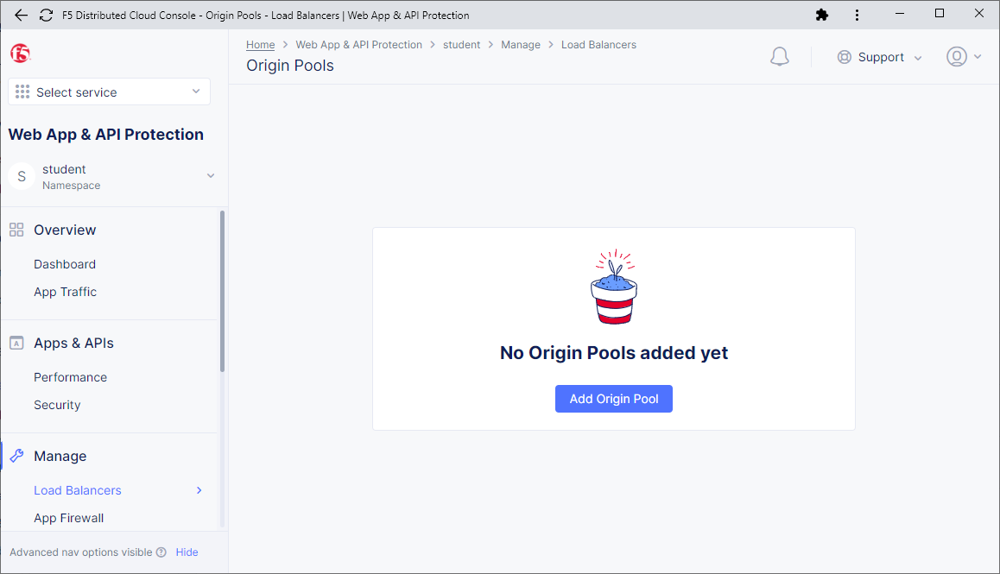 F5 Distributed Cloud Console - Origin Pools - Load Balancers | Web App & API Protection
f5
Select service
Web App & API Protection
S
student
Namespace
Overview
Dashboard
App Traffic
A
Apps & APIs
Performance
Security
Manage
Load Balancers
App Firewall
Advanced nav options visible ? Hide
Home > Web App & API Protection > student > Manage > Load Balancers
Origin Pools
Support
No Origin Pools added yet
Add Origin Pool